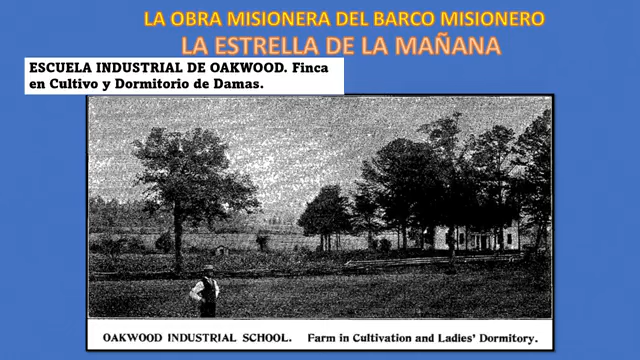 LA OBRA MISIONERA DEL BARCO MISIONERO
LA ESTRELLA DE LA MAÑANA
ESCUELA INDUSTRIAL DE OAKWOOD. Finca
en Cultivo y Dormitorio de Damas.
OAKWOOD INDUSTRIAL SCHOOL. Farm in Cultivation and Ladies' Dormitory.